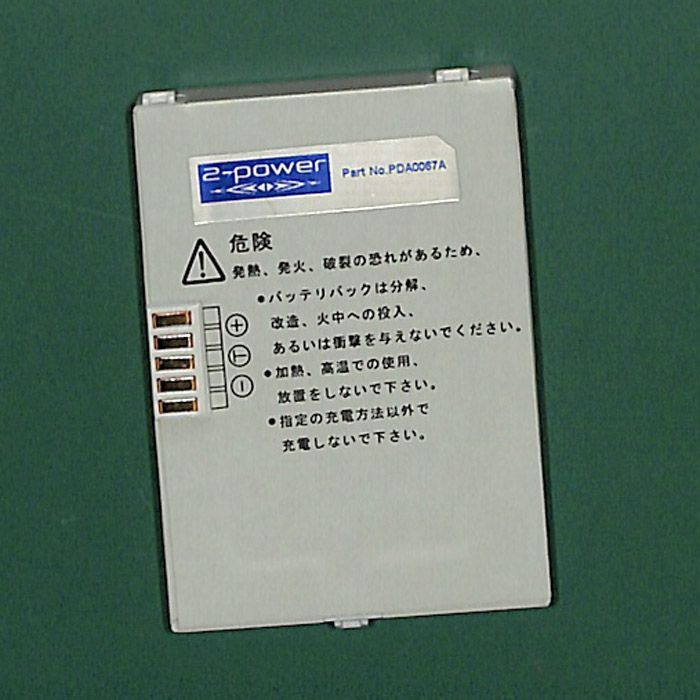 2-power
Part No.PDA0067A
危険
発熱、発火、破裂の恐れがあるため、
●バッテリパックは分解、
改造、火中への投入、
あるいは衝撃を与えないでください。
●加熱、高温での使用、
放置をしないで下さい。
●指定の充電方法以外で
充電しないで下さい。
+
T
−